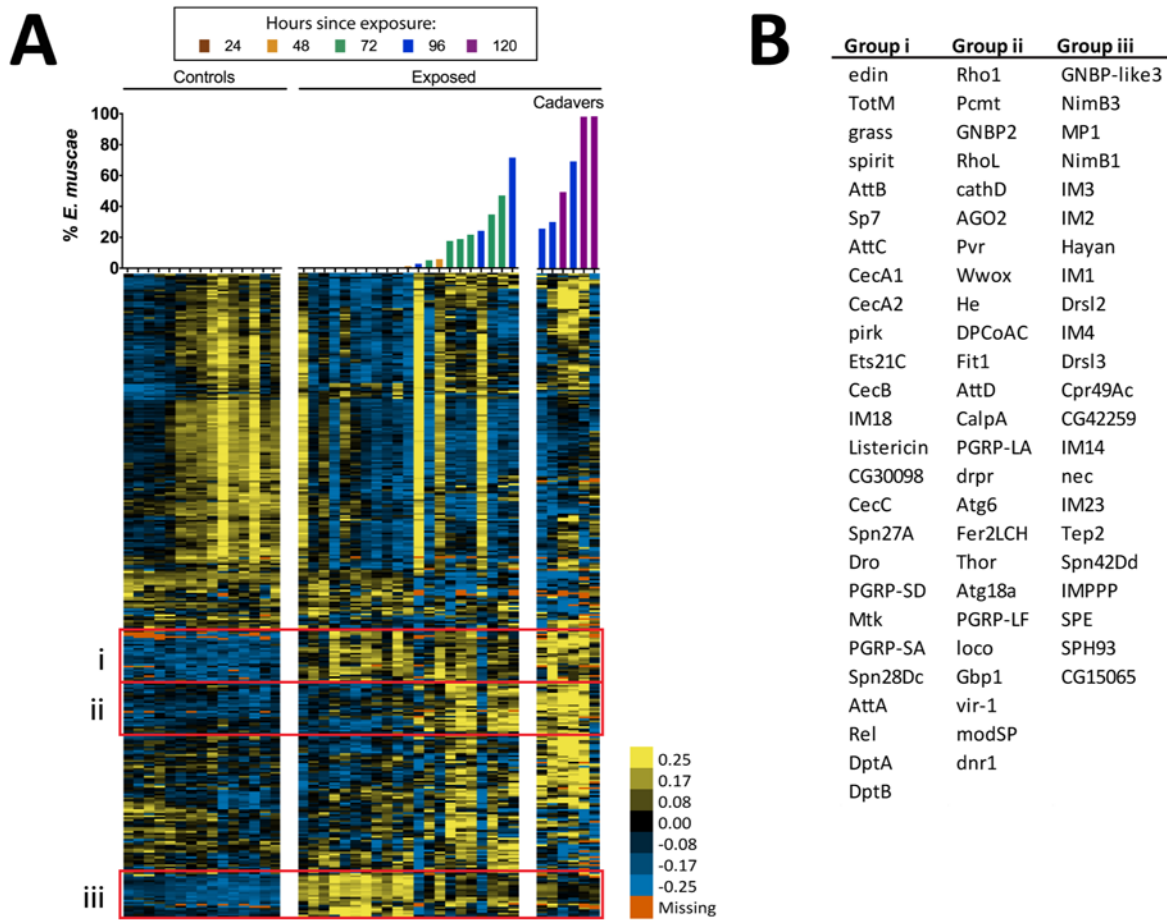 A
Hours since exposure:
24 48 72 96 120
Controls Exposed
Cadavers
% E. muscae
100
80
60
40
20
0
i
ii
iii
0.25
0.17
0.08
0.00
-0.08
-0.17
-0.25
Missing
B
Group i Group ii Group iii
edin Rho1 GNBP-like3
TotM Pcmt NimB3
grass GNBP2 MP1
spirit RhoL NimB1
AttB cathD IM3
Sp7 AGO2 IM2
AttC Pvr Hayan
CecA1 Wwox IM1
CecA2 He Drsl2
pirk DPCoAC IM4
Ets21C Fit1 Drsl3
CecB AttD Cpr49Ac
IM18 CalpA CG42259
Listericin PGRP-LA IM14
CG30098 drpr nec
CecC Atg6 IM23
Spn27A Fer2LCH Tep2
Dro Thor Spn42Dd
PGRP-SD Atg18a IMPPP
Mtk PGRP-LF SPE
PGRP-SA loco SPH93
Spn28Dc Gbp1 CG15065
AttA vir-1
Rel modSP
DptA dnr1
DptB